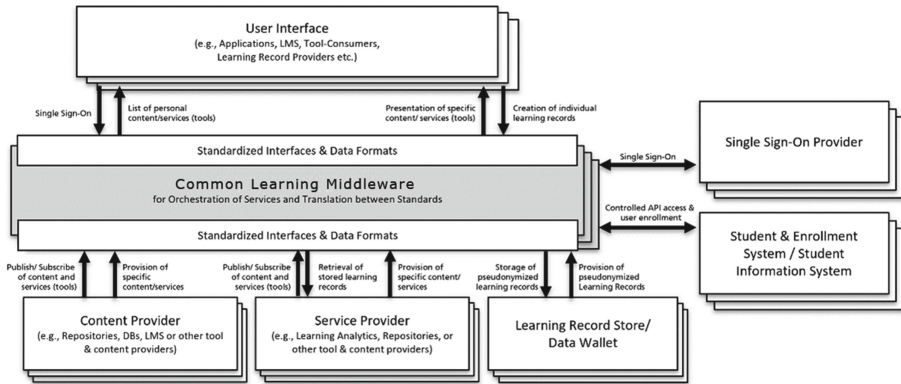 User Interface
(e.g., Applications, LMS, Tool-Consumers,
Learning Record Providers etc.)
Single Sign-On
List of personal
content/services (tools)
Presentation of specific
content/ services (tools)
Creation of individual
learning records
Standardized Interfaces & Data Formats
Common Learning Middleware
for Orchestration of Services and Translation between Standards
Standardized Interfaces & Data Formats
Single Sign-On
Single Sign-On Provider
Controlled API access &
user enrollment
Student & Enrollment
System / Student
Information System
Publish/ Subscribe
of content and
services (tools)
Provision of
specific
content/services
Publish/ Subscribe
of content and
services (tools)
Retrieval of
stored learning
records
Provision of
specific content/
services
Storage of
pseudonymized
learning records
Provision of
pseudonymized
Learning Records
Content Provider
(e.g., Repositories, DBs, LMS or other tool
& content providers)
Service Provider
(e.g., Learning Analytics, Repositories, or
other tool & content providers)
Learning Record Store/
Data Wallet